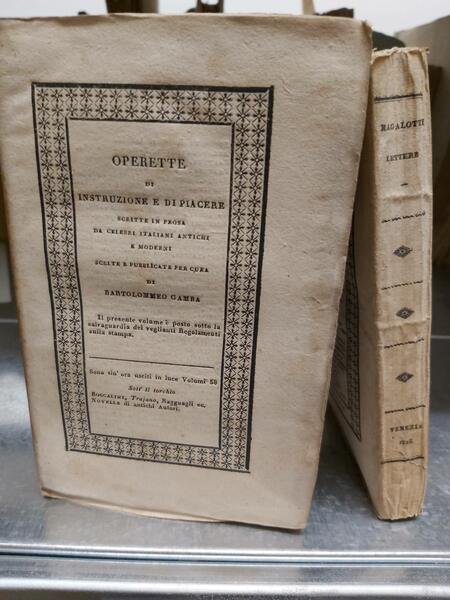 OPERETTE
DI
INSTRUZIONE E DI PIACERE
SCRITTE IN PROSA
DA CELEBRI ITALIANI ANTICHI
E MODERNI
SCELTE E PUBBLICATE PER CURA
DI
BARTOLOMMEO GAMBA
Il presente volume è posto sotto la
salvaguardia dei veglianti Regolamenti
sulla stampa.
Sono sin' ora usciti in luce Volumi 58
Sott' il torchio
BOCCALINI, Trajano, Ragguagli ec.
NOVELLE di antichi Autori.
MAGALOTTI
LETTERE
VENEZIA